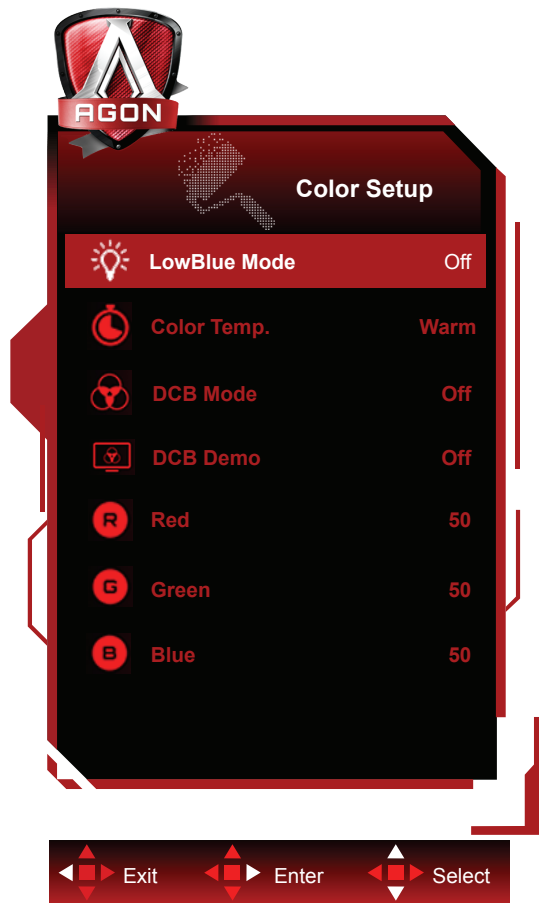 AGON
Color Setup
LowBlue Mode Off
Color Temp. Warm
DCB Mode Off
DCB Demo Off
R Red 50
G Green 50
B Blue 50
Exit Enter Select